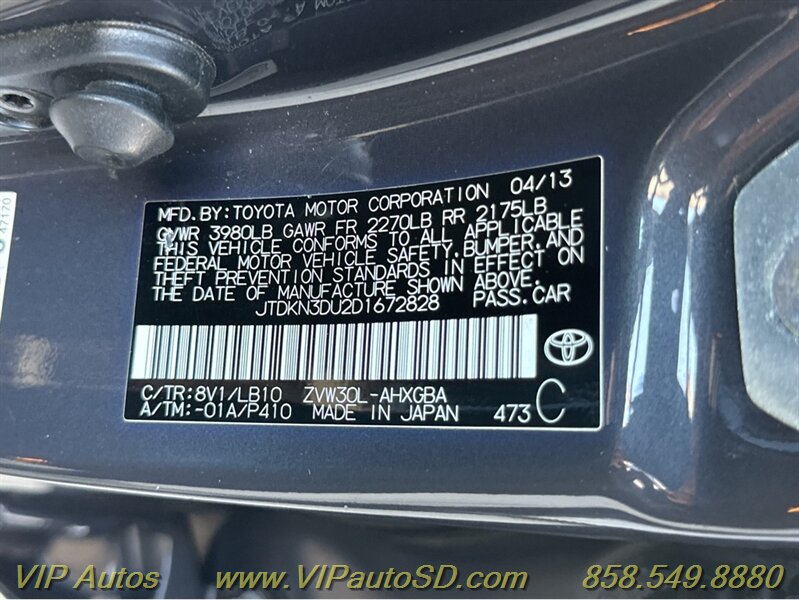 47170
MFD. BY: TOYOTA MOTOR CORPORATION 04/13
GVWR 3980LB GAWR FR 2270LB RR 2175LB
THIS VEHICLE CONFORMS TO ALL APPLICABLE
FEDERAL MOTOR VEHICLE SAFETY, BUMPER, AND
THEFT PREVENTION STANDARDS IN EFFECT ON
THE DATE OF MANUFACTURE SHOWN ABOVE.
JTDKN3DU2D1672828 PASS.CAR
C/TR:8V1/LB10 ZVW30L-AHXGBA
A/TM:-01A/P410 MADE IN JAPAN 473 C
VIP Autos www.VIPautoSD.com 858.549.8880